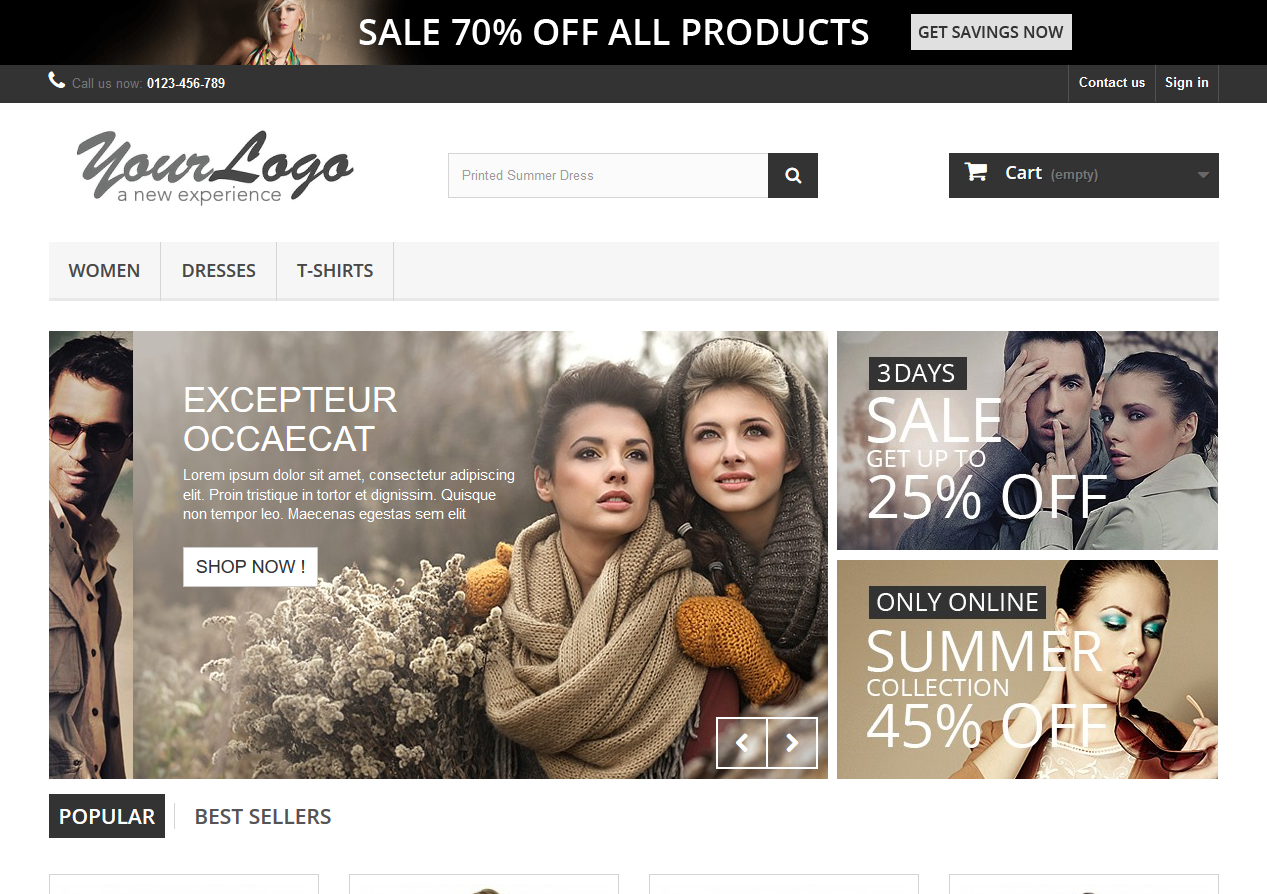 SALE 70% OFF ALL PRODUCTS
GET SAVINGS NOW
Call us now: 0123-456-789
Contact us
Sign in
YourLogo
a new experience
Printed Summer Dress
Cart (empty)
WOMEN
DRESSES
T-SHIRTS
EXCEPTEUR
OCCAECAT
Lorem ipsum dolor sit amet, consectetur adipiscing
elit. Proin tristique in tortor et dignissim. Quisque
non tempor leo. Maecenas egestas sem elit
SHOP NOW !
3 DAYS
SALE
GET UP TO
25% OFF
ONLY ONLINE
SUMMER
COLLECTION
45% OFF
POPULAR
BEST SELLERS